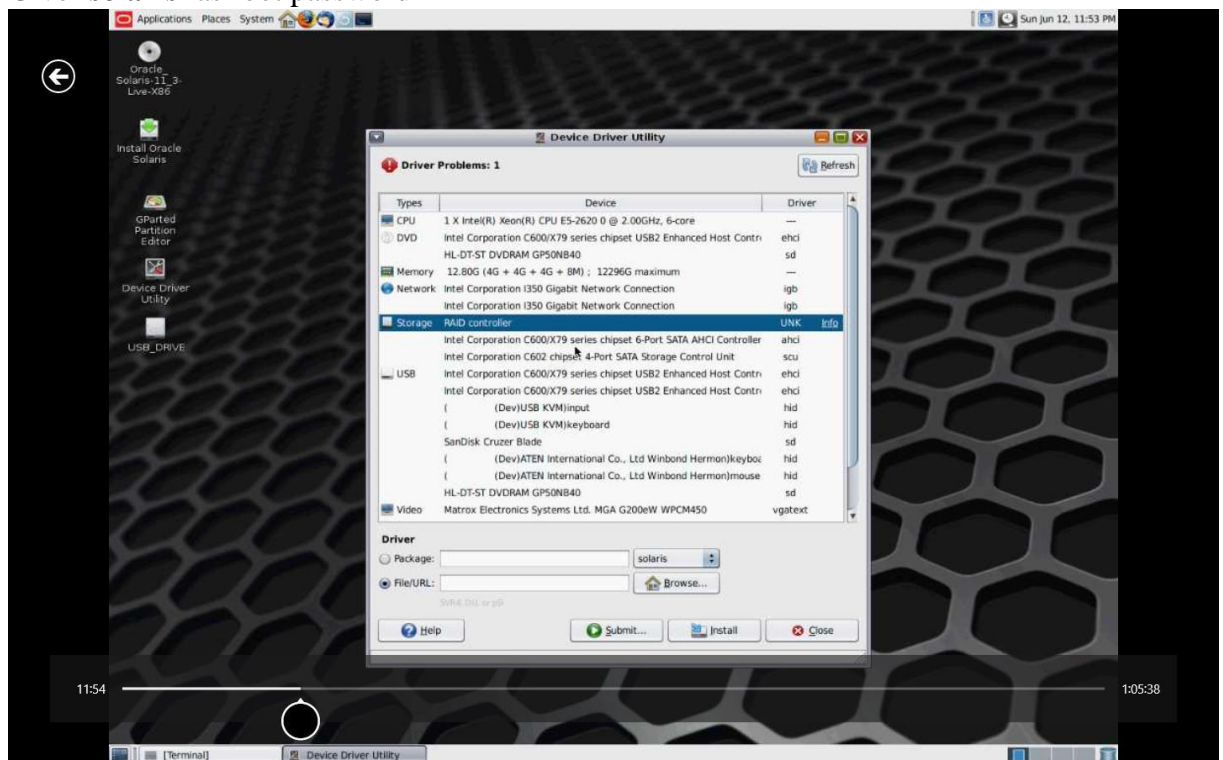 Applications Places System
Sun Jun 12, 11:53 PM
Oracle_
Solaris-11_3-
Live-X86
Install Oracle
Solaris
GParted
Partition
Editor
Device Driver
Utility
USB_DRIVE
Device Driver Utility
Driver Problems: 1
Refresh
Types Device Driver
CPU 1 X Intel(R) Xeon(R) CPU E5-2620 0 @ 2.00GHz, 6-core ---
DVD Intel Corporation C600/X79 series chipset USB2 Enhanced Host Contr ehci
HL-DT-ST DVDRAM GP50NB40 sd
Memory 12.80G (4G + 4G + 4G + 8M) ; 12296G maximum ---
Network Intel Corporation I350 Gigabit Network Connection igb
Intel Corporation I350 Gigabit Network Connection igb
Storage RAID controller UNK Info
Intel Corporation C600/X79 series chipset 6-Port SATA AHCI Controller ahci
Intel Corporation C602 chipset 4-Port SATA Storage Control Unit scu
USB Intel Corporation C600/X79 series chipset USB2 Enhanced Host Contr ehci
Intel Corporation C600/X79 series chipset USB2 Enhanced Host Contr ehci
( (Dev)USB KVM)input hid
( (Dev)USB KVM)keyboard hid
SanDisk Cruzer Blade sd
( (Dev)ATEN International Co., Ltd Winbond Hermon)keyboa hid
( (Dev)ATEN International Co., Ltd Winbond Hermon)mouse hid
HL-DT-ST DVDRAM GP50NB40 sd
Video Matrox Electronics Systems Ltd. MGA G200eW WPCM450 vgatext
Driver
Package: solaris
File/URL: Browse...
SVR4, DU, or p5i
Help Submit... Install Close
11:54 1:05:38
[Terminal] Device Driver Utility